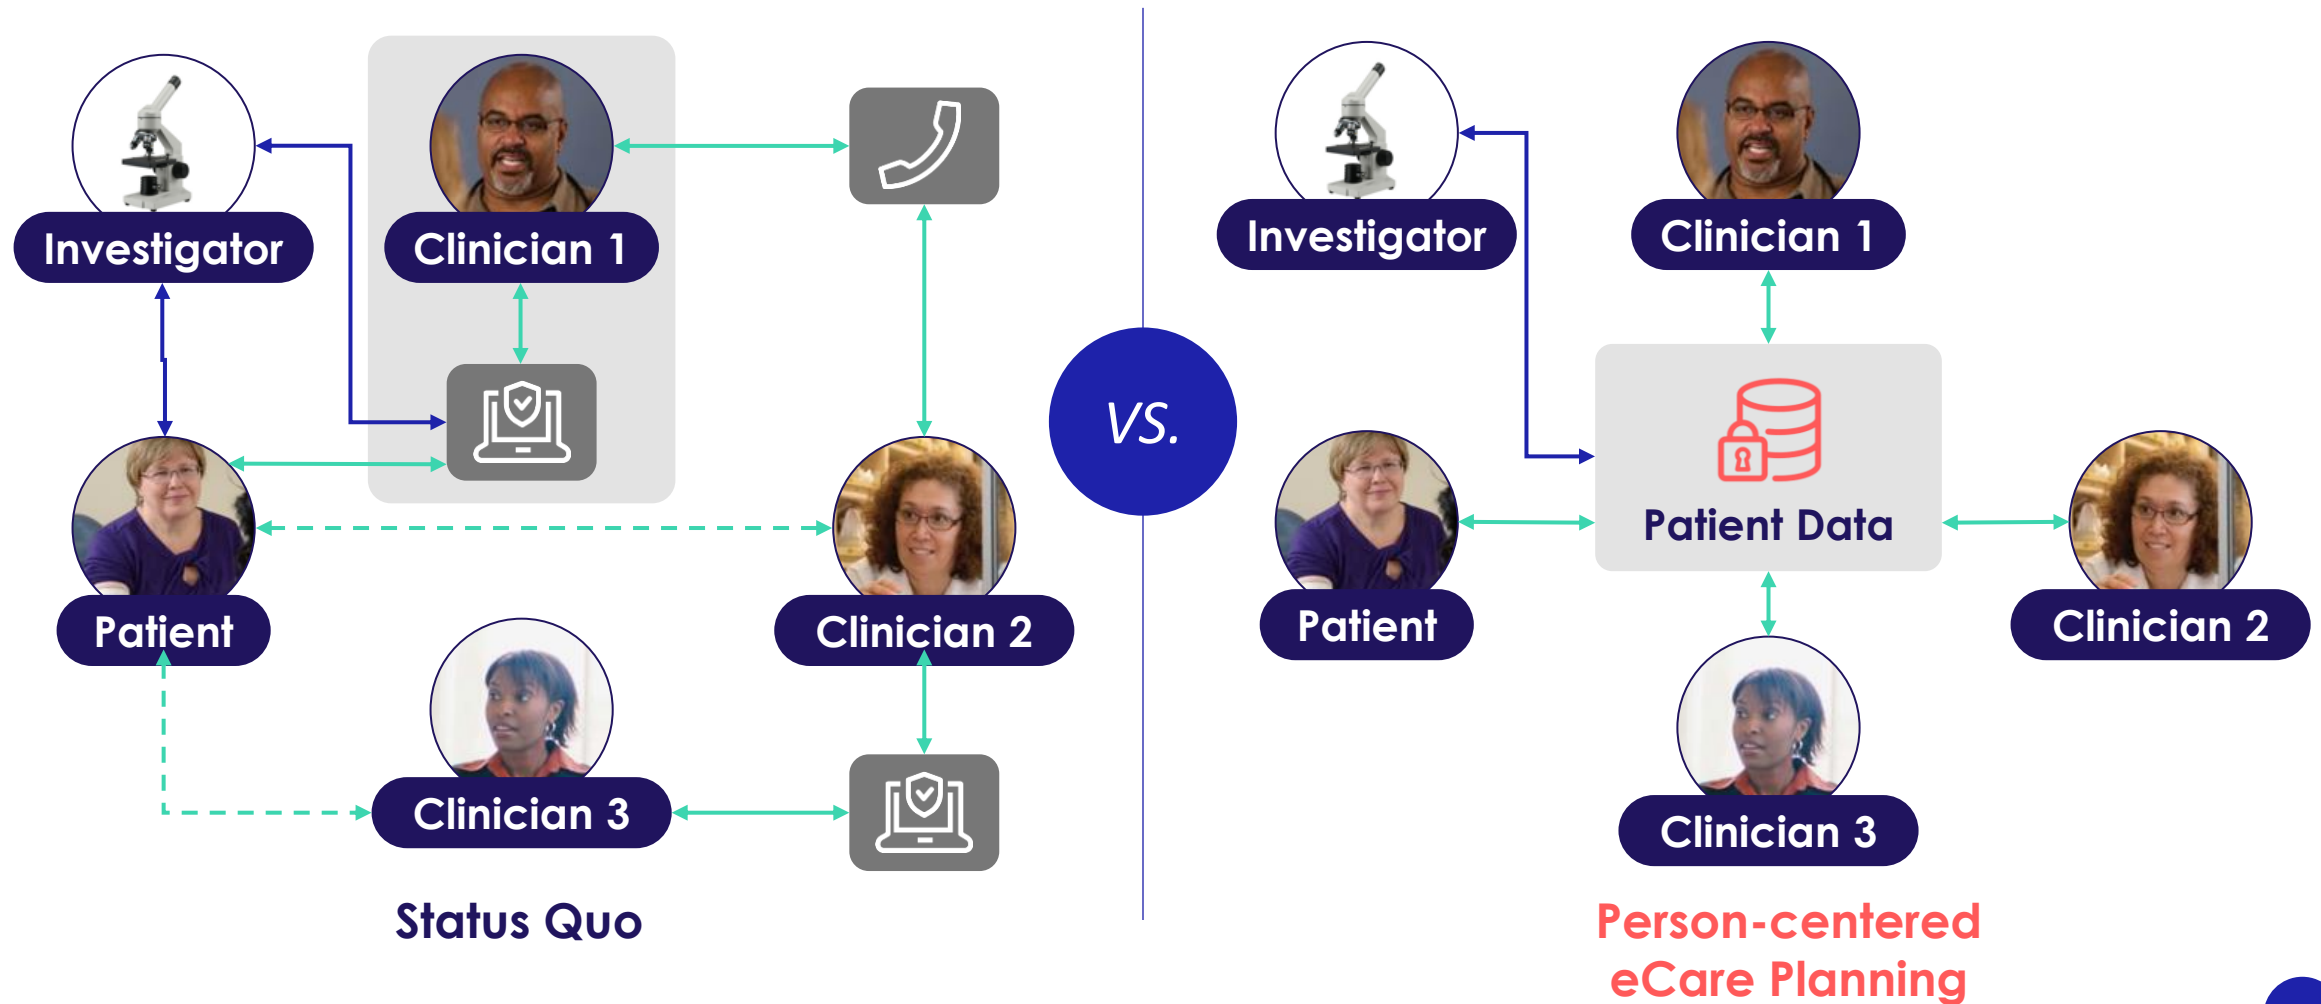 Investigator
Clinician 1
Patient
Clinician 2
Clinician 3
Status Quo
VS.
Investigator
Clinician 1
Patient Data
Patient
Clinician 2
Clinician 3
Person-centered
eCare Planning